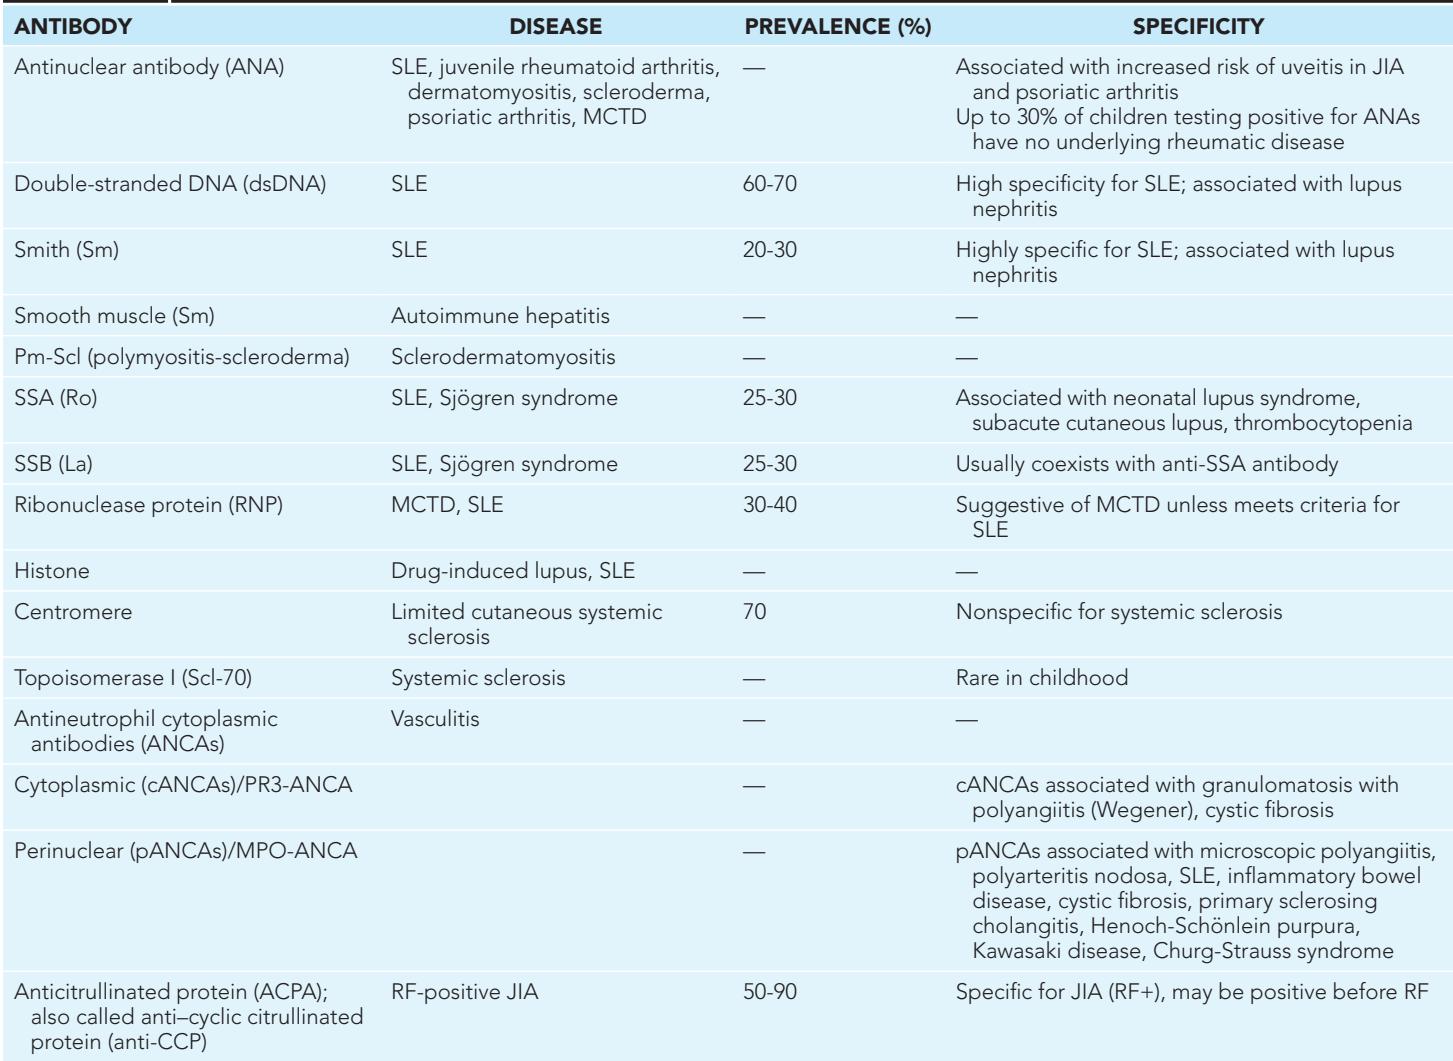 ANTIBODY DISEASE PREVALENCE (%) SPECIFICITY
Antinuclear antibody (ANA) SLE, juvenile rheumatoid arthritis, — Associated with increased risk of uveitis in JIA
dermatomyositis, scleroderma, and psoriatic arthritis
psoriatic arthritis, MCTD Up to 30% of children testing positive for ANAs
have no underlying rheumatic disease
Double-stranded DNA (dsDNA) SLE 60-70 High specificity for SLE; associated with lupus
nephritis
Smith (Sm) SLE 20-30 Highly specific for SLE; associated with lupus
nephritis
Smooth muscle (Sm) Autoimmune hepatitis — —
Pm-Scl (polymyositis-scleroderma) Sclerodermatomyositis — —
SSA (Ro) SLE, Sjögren syndrome 25-30 Associated with neonatal lupus syndrome,
subacute cutaneous lupus, thrombocytopenia
SSB (La) SLE, Sjögren syndrome 25-30 Usually coexists with anti-SSA antibody
Ribonuclease protein (RNP) MCTD, SLE 30-40 Suggestive of MCTD unless meets criteria for
SLE
Histone Drug-induced lupus, SLE — —
Centromere Limited cutaneous systemic 70 Nonspecific for systemic sclerosis
sclerosis
Topoisomerase I (Scl-70) Systemic sclerosis — Rare in childhood
Antineutrophil cytoplasmic Vasculitis — —
antibodies (ANCAs)
Cytoplasmic (cANCAs)/PR3-ANCA — cANCAs associated with granulomatosis with
polyangiitis (Wegener), cystic fibrosis
Perinuclear (pANCAs)/MPO-ANCA — pANCAs associated with microscopic polyangiitis,
polyarteritis nodosa, SLE, inflammatory bowel
disease, cystic fibrosis, primary sclerosing
cholangitis, Henoch-Schönlein purpura,
Kawasaki disease, Churg-Strauss syndrome
Anticitrullinated protein (ACPA); RF-positive JIA 50-90 Specific for JIA (RF+), may be positive before RF
also called anti–cyclic citrullinated
protein (anti-CCP)